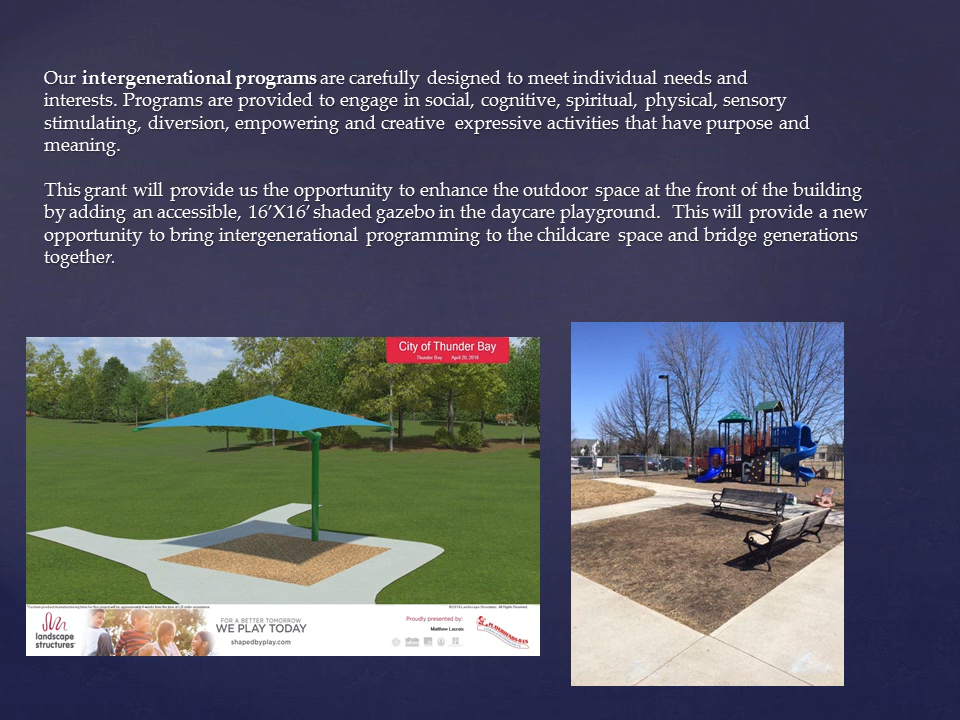 Our intergenerational programs are carefully designed to meet individual needs and
interests. Programs are provided to engage in social, cognitive, spiritual, physical, sensory
stimulating, diversion, empowering and creative expressive activities that have purpose and
meaning.
This grant will provide us the opportunity to enhance the outdoor space at the front of the building
by adding an accessible, 16’X16’ shaded gazebo in the daycare playground. This will provide a new
opportunity to bring intergenerational programming to the childcare space and bridge generations
together.
City of Thunder Bay
Thunder Bay April 20, 2018
landscape
structures
FOR A BETTER TOMORROW
WE PLAY TODAY
shapedbyplay.com
Proudly presented by:
Matthew Lacroix